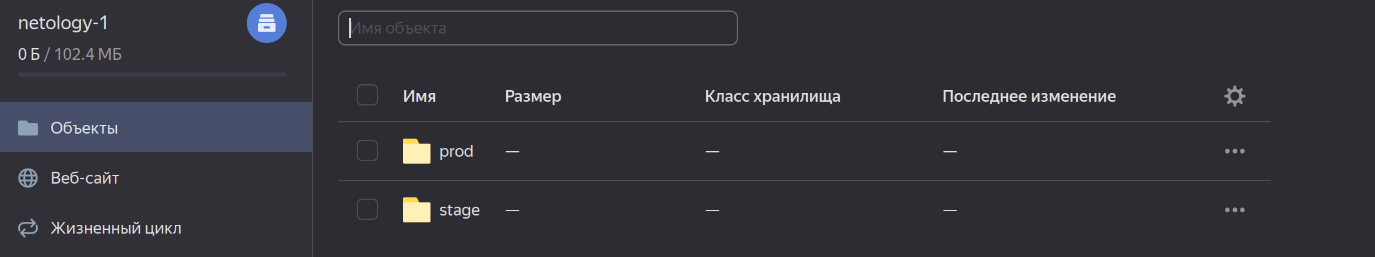 netology-1
0 Б / 102.4 МБ
Объекты
Веб-сайт
Жизненный цикл
Имя объекта
Имя Размер Класс хранилища Последнее изменение
prod — — —
stage — — —